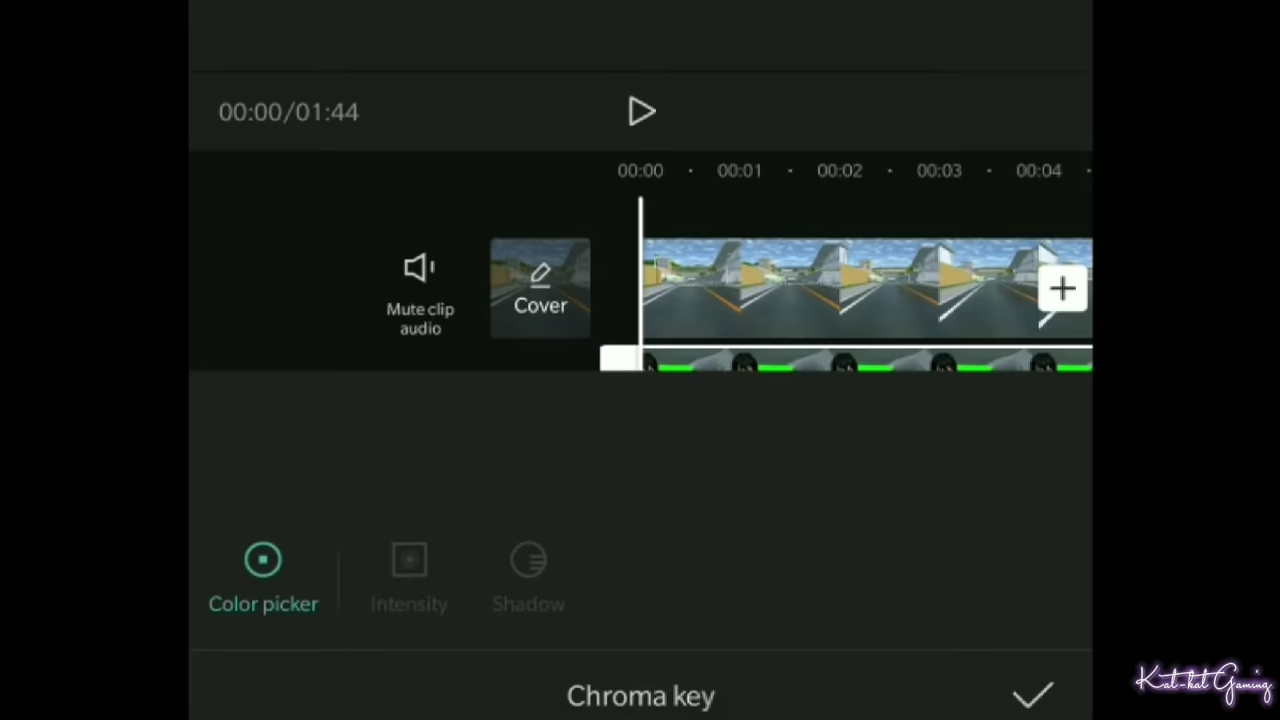 00:00/01:44
00:00 00:01 00:02 00:03 00:04
Mute clip
audio
Cover
Color picker
Intensity
Shadow
Chroma key
Kat-kat Gaming